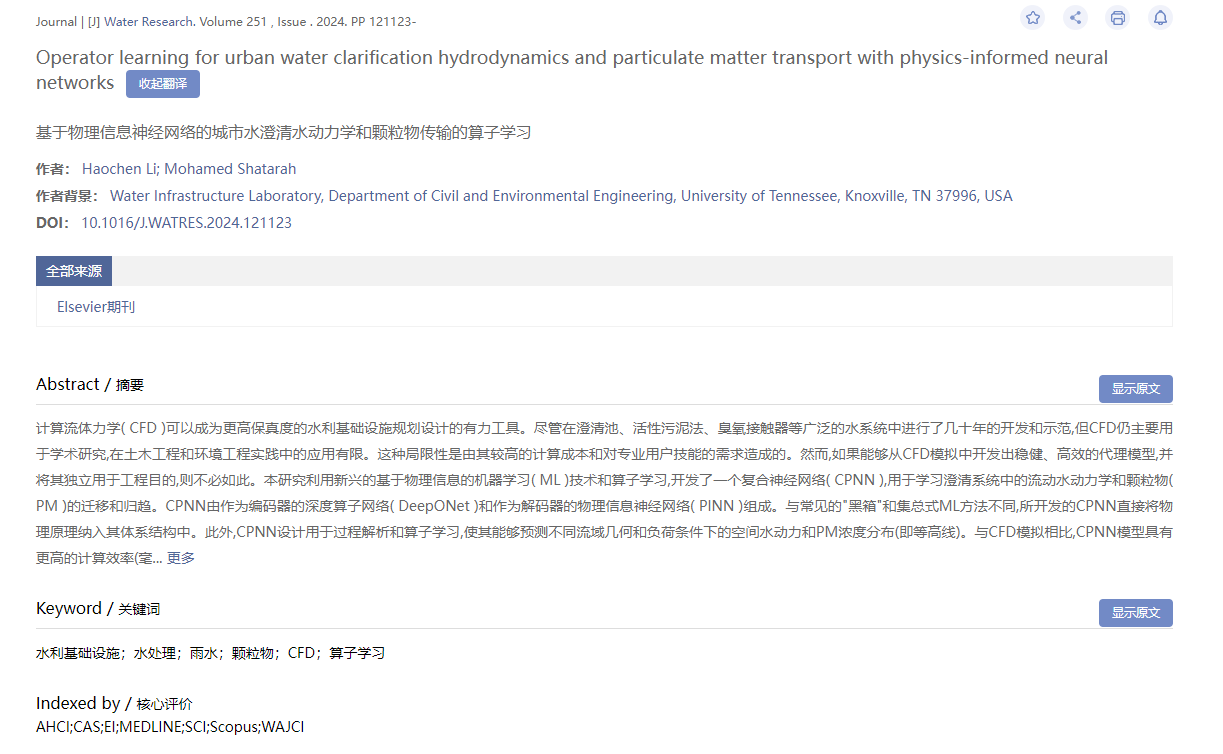 Journal | [J] Water Research. Volume 251 , Issue . 2024. PP 121123-
Operator learning for urban water clarification hydrodynamics and particulate matter transport with physics-informed neural
networks 收起翻译
基于物理信息神经网络的城市水澄清水动力学和颗粒物传输的算子学习
作者: Haochen Li; Mohamed Shatarah
作者背景: Water Infrastructure Laboratory, Department of Civil and Environmental Engineering, University of Tennessee, Knoxville, TN 37996, USA
DOI: 10.1016/J.WATRES.2024.121123
全部来源
Elsevier期刊
Abstract / 摘要
显示原文
计算流体力学( CFD )可以成为更高保真度的水利基础设施规划设计的有力工具。尽管在澄清池、活性污泥法、臭氧接触器等广泛的水系统中进行了几十年的开发和示范,但CFD仍主要用
于学术研究,在土木工程和环境工程实践中的应用有限。这种局限性是由其较高的计算成本和对专业用户技能的需求造成的。然而,如果能够从CFD模拟中开发出稳健、高效的代理模型,并
将其独立用于工程目的,则不必如此。本研究利用新兴的基于物理信息的机器学习( ML )技术和算子学习,开发了一个复合神经网络( CPNN ),用于学习澄清系统中的流动水动力学和颗粒物(
PM )的迁移和归趋。CPNN由作为编码器的深度算子网络( DeepONet )和作为解码器的物理信息神经网络( PINN )组成。与常见的"黑箱"和集总式ML方法不同,所开发的CPNN直接将物
理原理纳入其体系结构中。此外,CPNN设计用于过程解析和算子学习,使其能够预测不同流域几何和负荷条件下的空间水动力和PM浓度分布(即等高线)。与CFD模拟相比,CPNN模型具有
更高的计算效率(毫... 更多
Keyword / 关键词
显示原文
水利基础设施；水处理；雨水；颗粒物；CFD；算子学习
Indexed by / 核心评价
AHCI;CAS;EI;MEDLINE;SCI;Scopus;WAJCI